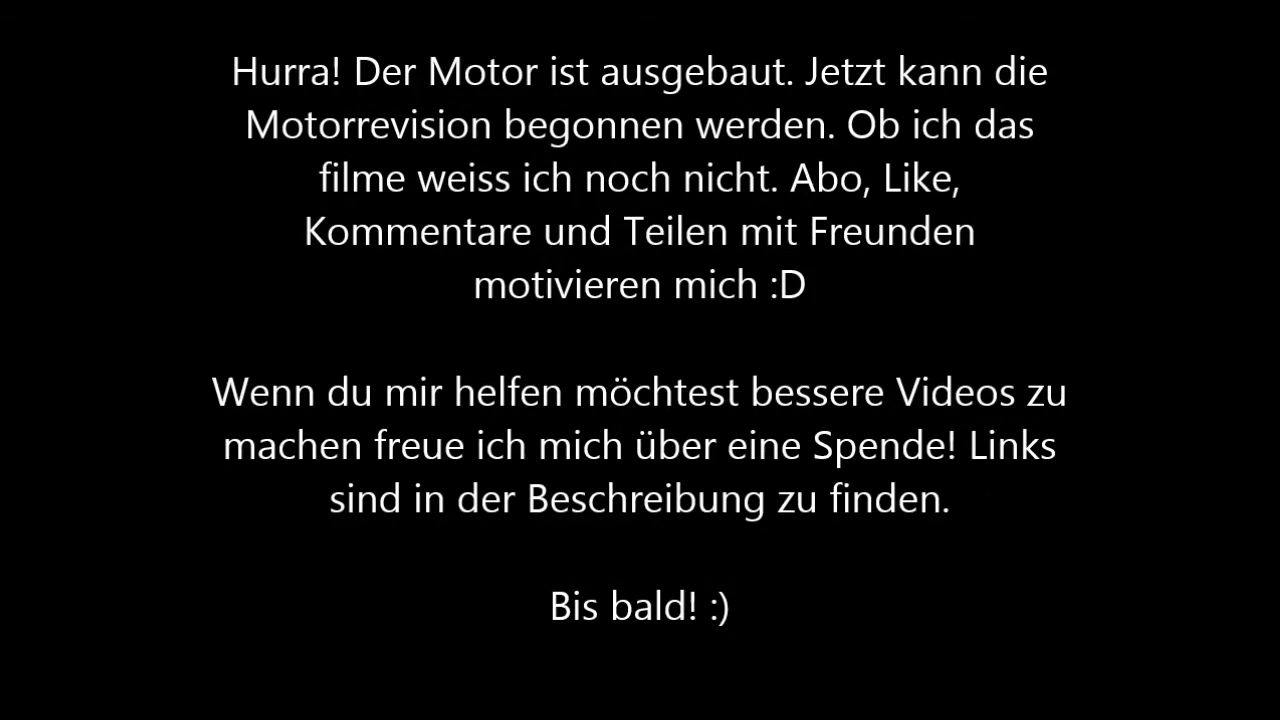 Hurra! Der Motor ist ausgebaut. Jetzt kann die
Motorrevision begonnen werden. Ob ich das
filme weiss ich noch nicht. Abo, Like,
Kommentare und Teilen mit Freunden
motivieren mich :D
Wenn du mir helfen möchtest bessere Videos zu
machen freue ich mich über eine Spende! Links
sind in der Beschreibung zu finden.
Bis bald! :)